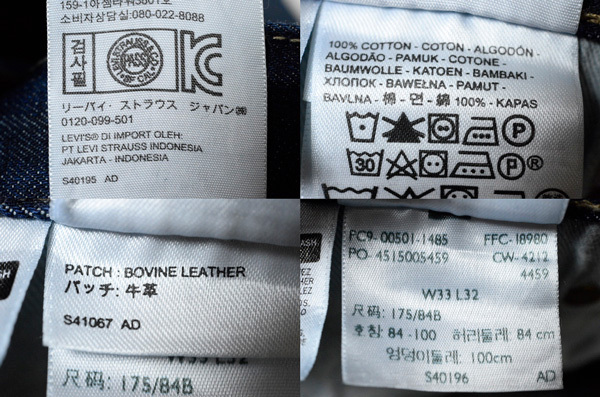 159-1아셈타워3801호
소비자상담실:080-022-8088
검
사
필
KC
リーバイ・ストラウス ジャパン㈱
0120-099-501
LEVI'S® Di IMPORT OLEH:
PT LEVI STRAUSS INDONESIA
JAKARTA - INDONESIA
S40195 AD
100% COTTON - COTON - ALGODÓN -
ALGODÃO - PAMUK - COTONE -
BAUMWOLLE - KATOEN - BAMBAKI -
ХЛОПОК - BAWEŁNA - PAMUT -
BAVLNA - 棉 - 면 - 綿 100% - KAPAS
P
30
P®
PATCH : BOVINE LEATHER
パッチ: 牛革
S41067 AD
W33 L32
尺码: 175/84B
PC9-00501-1485 FFC-18980
PO-4515005459 CW-4212
4459
W33 L32
尺码: 175/84B
호칭: 84 -100 허리둘레: 84 cm
엉덩이둘레: 100cm
S40196 AD